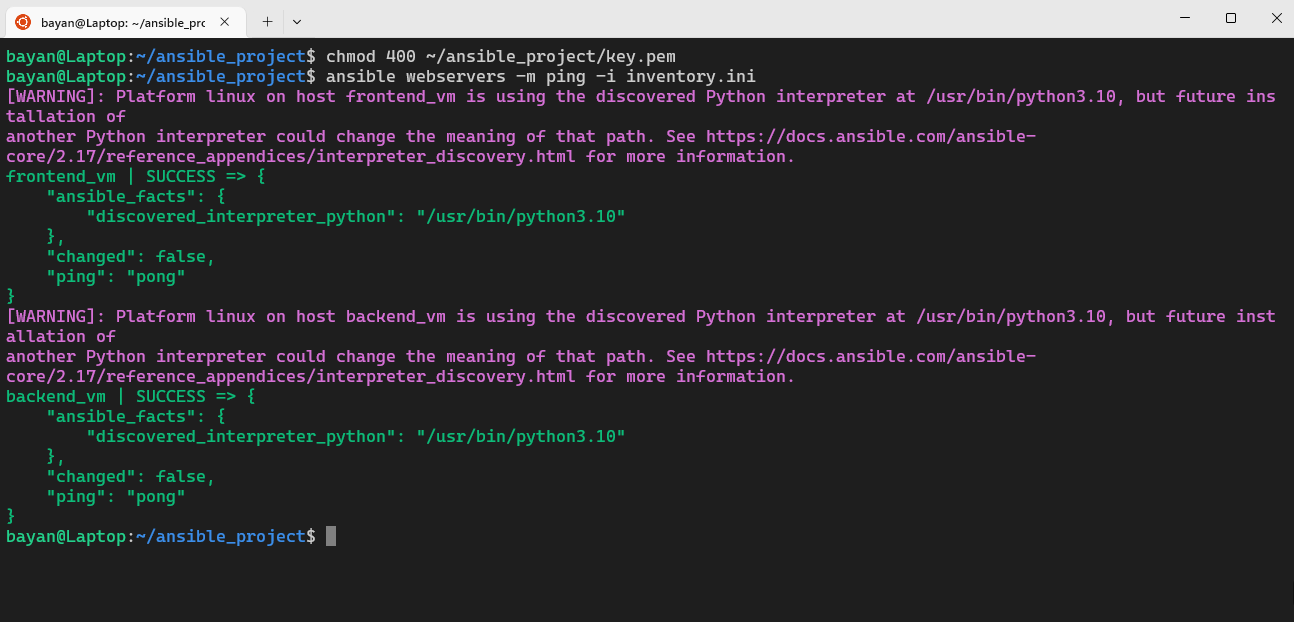 bayan@Laptop: ~/ansible_prc
bayan@Laptop:~/ansible_project$ chmod 400 ~/ansible_project/key.pem
bayan@Laptop:~/ansible_project$ ansible webservers -m ping -i inventory.ini
[WARNING]: Platform linux on host frontend_vm is using the discovered Python interpreter at /usr/bin/python3.10, but future ins
tallation of
another Python interpreter could change the meaning of that path. See https://docs.ansible.com/ansible-
core/2.17/reference_appendices/interpreter_discovery.html for more information.
frontend_vm | SUCCESS => {
    "ansible_facts": {
        "discovered_interpreter_python": "/usr/bin/python3.10"
    },
    "changed": false,
    "ping": "pong"
}
[WARNING]: Platform linux on host backend_vm is using the discovered Python interpreter at /usr/bin/python3.10, but future inst
allation of
another Python interpreter could change the meaning of that path. See https://docs.ansible.com/ansible-
core/2.17/reference_appendices/interpreter_discovery.html for more information.
backend_vm | SUCCESS => {
    "ansible_facts": {
        "discovered_interpreter_python": "/usr/bin/python3.10"
    },
    "changed": false,
    "ping": "pong"
}
bayan@Laptop:~/ansible_project$